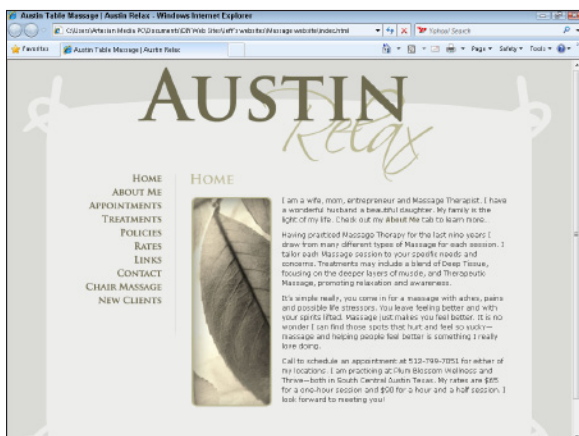 Austin Table Massage | Austin Relax - Windows Internet Explorer
Yahoo! Search
Favorites
Austin Table Massage | Austin Relax
Page
Safety
Tools
AUSTIN
Relax
HOME
ABOUT ME
APPOINTMENTS
TREATMENTS
POLICIES
RATES
LINKS
CONTACT
CHAIR MASSAGE
NEW CLIENTS
HOME
I am a wife, mom, entrepreneur and Massage Therapist. I have
a wonderful husband a beautiful daughter. My family is the
light of my life. Check out my About Me tab to learn more.
Having practiced Massage Therapy for the last nine years I
draw from many different types of Massage for each session. I
tailor each Massage session to your specific needs and
concerns. Treatments may include a blend of Deep Tissue,
focusing on the deeper layers of muscle, and Therapeutic
Massage, promoting relaxation and awareness.
It's simple really, you come in for a massage with aches, pains
and possible life stressors. You leave feeling better and with
your spirits lifted. Massage just makes you feel better. It is no
wonder I can find those spots that hurt and feel so yucky—
massage and helping people feel better is something I really
love doing.
Call to schedule an appointment at 512-799-7051 for either of
my locations. I am practicing at Plum Blossom Wellness and
Thrive—both in South Central Austin Texas. My rates are $65
for a one-hour session and $90 for a hour and a half session. I
look forward to meeting you!